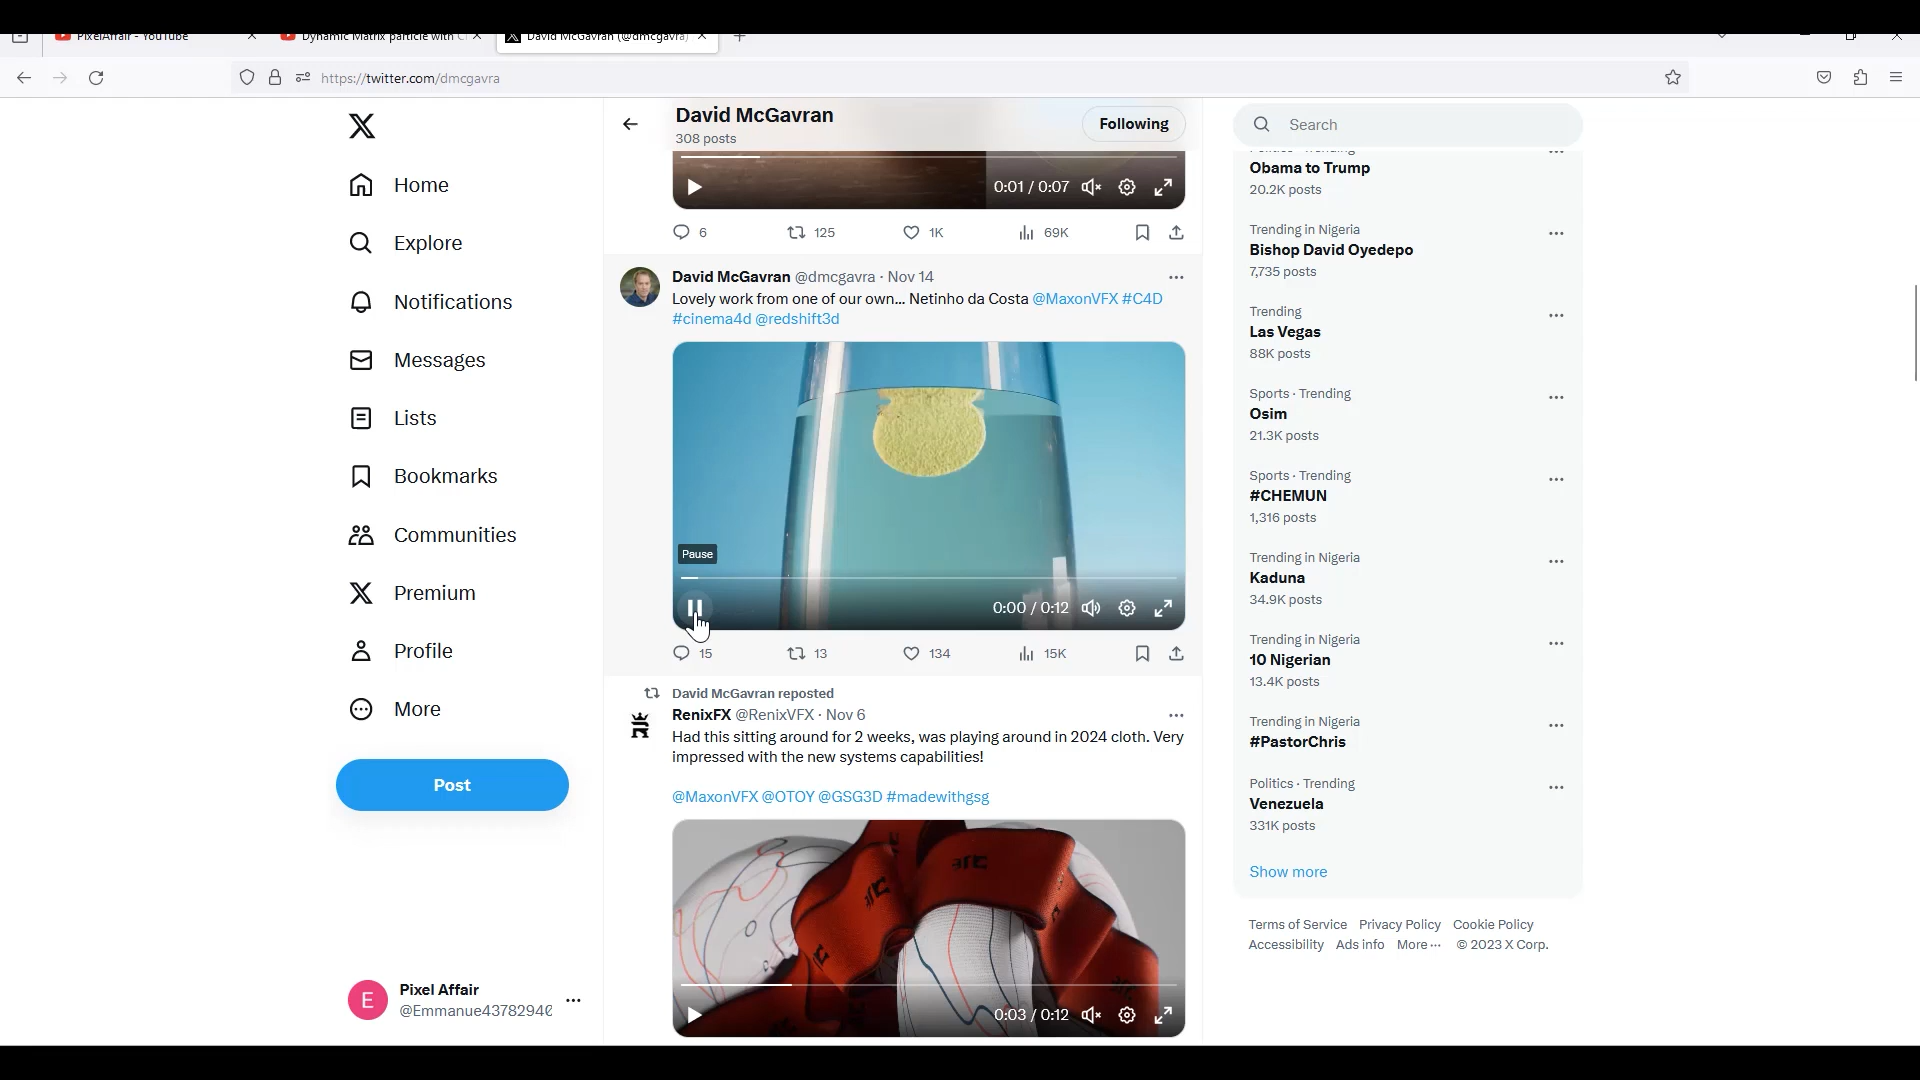 PixelAffair - YouTube
Dynamic Matrix particle with C
David McGavran (@dmcgavra)
https://twitter.com/dmcgavra
David McGavran
308 posts
Following
Search
Home
Explore
Notifications
Messages
Lists
Bookmarks
Communities
Premium
Profile
More
Post
Pixel Affair
@Emmanue4378294
0:01 / 0:07
6 125 1K 69K
David McGavran @dmcgavra · Nov 14
Lovely work from one of our own... Netinho da Costa @MaxonVFX #C4D
#cinema4d @redshift3d
Pause
0:00 / 0:12
15 13 134 15K
David McGavran reposted
RenixFX @RenixVFX · Nov 6
Had this sitting around for 2 weeks, was playing around in 2024 cloth. Very
impressed with the new systems capabilities!
@MaxonVFX @OTOY @GSG3D #madewithgsg
0:03 / 0:12
Politics · Trending
Obama to Trump
20.2K posts
Trending in Nigeria
Bishop David Oyedepo
7,735 posts
Trending
Las Vegas
88K posts
Sports · Trending
Osim
21.3K posts
Sports · Trending
#CHEMUN
1,316 posts
Trending in Nigeria
Kaduna
34.9K posts
Trending in Nigeria
10 Nigerian
13.4K posts
Trending in Nigeria
#PastorChris
Politics · Trending
Venezuela
331K posts
Show more
Terms of Service Privacy Policy Cookie Policy
Accessibility Ads info More ··· © 2023 X Corp.
E